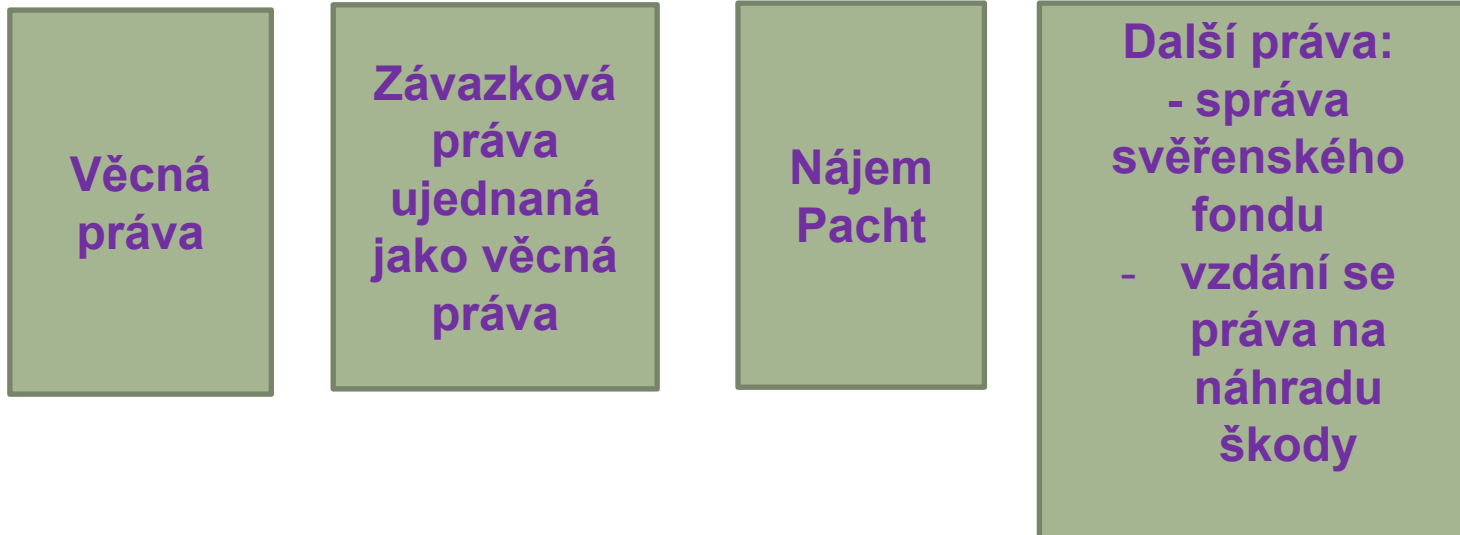 Věcná
práva
Závazková
práva
ujednaná
jako věcná
práva
Nájem
Pacht
Další práva:
- správa
svěřenského
fondu
- vzdání se
práva na
náhradu
škody